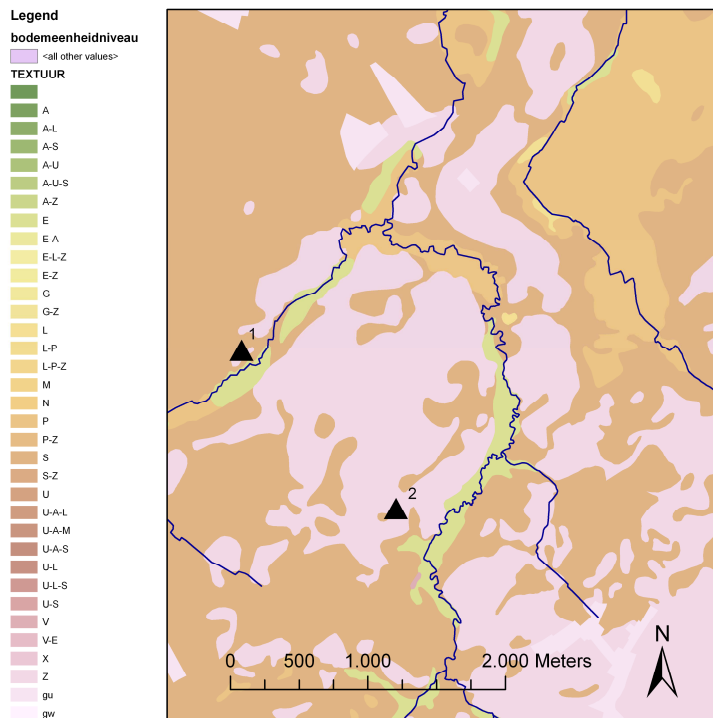 Legend
bodemeenheidniveau
<all other values>
TEXTUUR
A
A-L
A-S
A-U
A-U-S
A-Z
E
E-A
E-L-Z
E-Z
G
G-Z
L
L-P
L-P-Z
M
N
P
P-Z
S
S-Z
U
U-A-L
U-A-M
U-A-S
U-L
U-L-S
U-S
V
V-E
X
Z
gu
gw
1
2
N
0 500 1.000 2.000 Meters